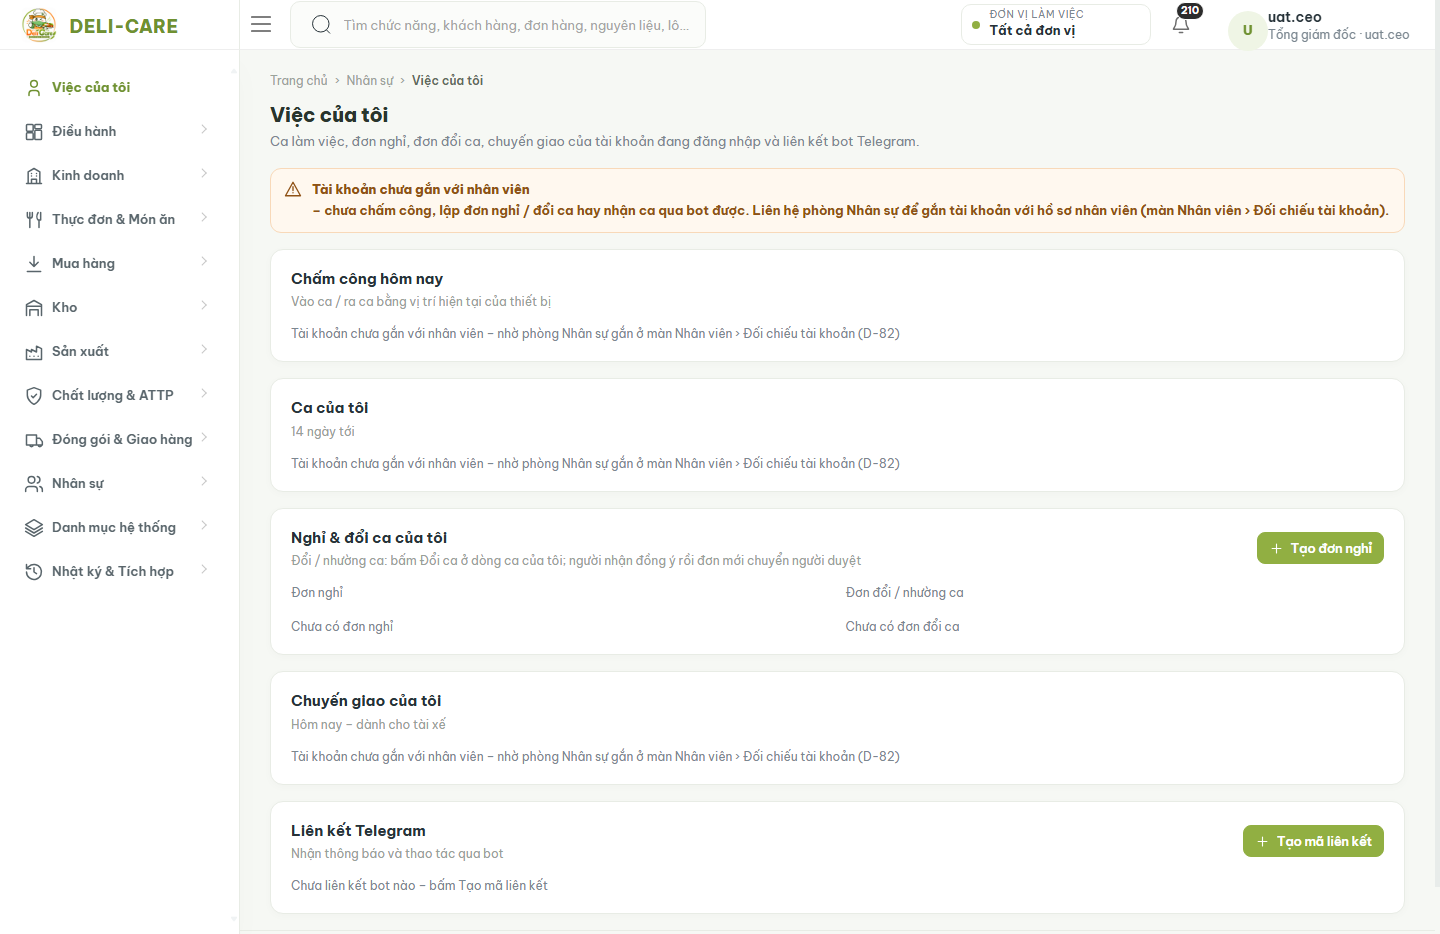 DELI-CARE
Tìm chức năng, khách hàng, đơn hàng, nguyên liệu, lô...
ĐƠN VỊ LÀM VIỆC
Tất cả đơn vị
210
U
uat.ceo
Tổng giám đốc · uat.ceo
Việc của tôi
Điều hành
Kinh doanh
Thực đơn & Món ăn
Mua hàng
Kho
Sản xuất
Chất lượng & ATTP
Đóng gói & Giao hàng
Nhân sự
Danh mục hệ thống
Nhật ký & Tích hợp
Trang chủ › Nhân sự › Việc của tôi
Việc của tôi
Ca làm việc, đơn nghỉ, đơn đổi ca, chuyến giao của tài khoản đang đăng nhập và liên kết bot Telegram.
Tài khoản chưa gắn với nhân viên
– chưa chấm công, lập đơn nghỉ / đổi ca hay nhận ca qua bot được. Liên hệ phòng Nhân sự để gắn tài khoản với hồ sơ nhân viên (màn Nhân viên › Đối chiếu tài khoản).
Chấm công hôm nay
Vào ca / ra ca bằng vị trí hiện tại của thiết bị
Tài khoản chưa gắn với nhân viên – nhờ phòng Nhân sự gắn ở màn Nhân viên › Đối chiếu tài khoản (D-82)
Ca của tôi
14 ngày tới
Tài khoản chưa gắn với nhân viên – nhờ phòng Nhân sự gắn ở màn Nhân viên › Đối chiếu tài khoản (D-82)
Nghỉ & đổi ca của tôi
Đổi / nhường ca: bấm Đổi ca ở dòng ca của tôi; người nhận đồng ý rồi đơn mới chuyển người duyệt
Tạo đơn nghỉ
Đơn nghỉ
Đơn đổi / nhường ca
Chưa có đơn nghỉ
Chưa có đơn đổi ca
Chuyến giao của tôi
Hôm nay – dành cho tài xế
Tài khoản chưa gắn với nhân viên – nhờ phòng Nhân sự gắn ở màn Nhân viên › Đối chiếu tài khoản (D-82)
Liên kết Telegram
Nhận thông báo và thao tác qua bot
Tạo mã liên kết
Chưa liên kết bot nào – bấm Tạo mã liên kết